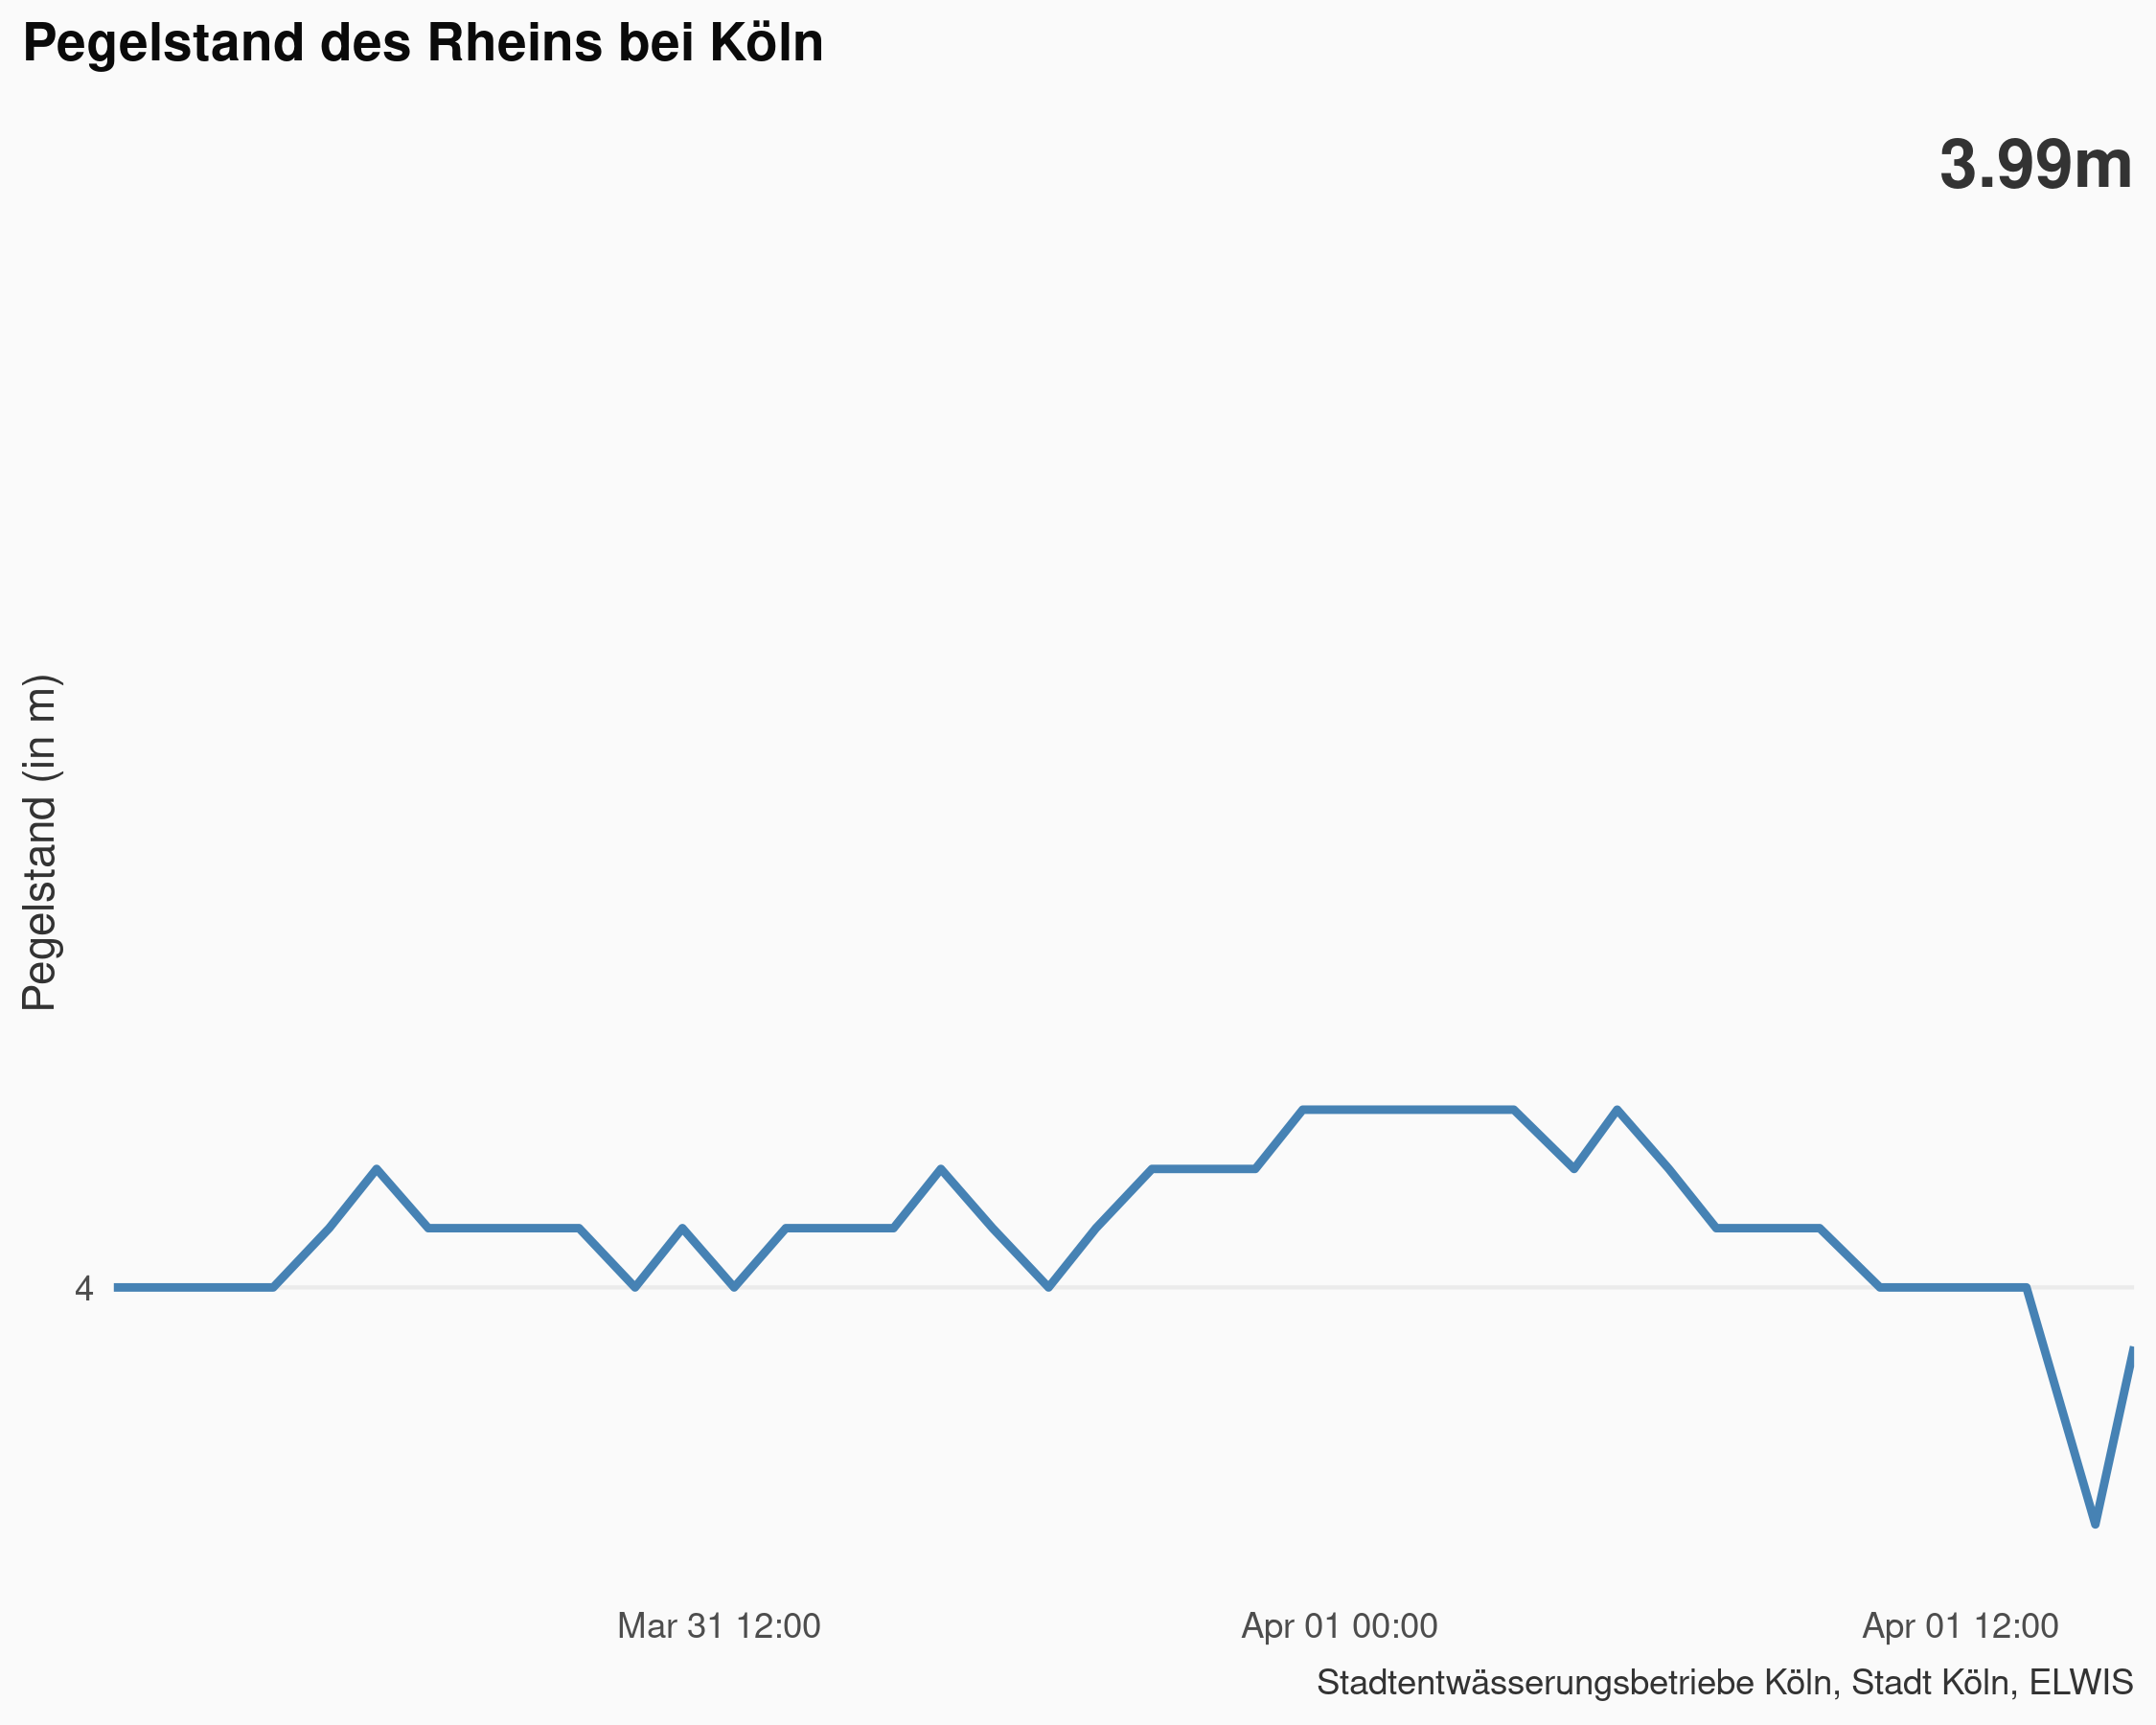 Pegelstand des Rheins bei Köln
3.99m
Pegelstand (in m)
4
Mar 31 12:00
Apr 01 00:00
Apr 01 12:00
Stadtentwässerungsbetriebe Köln, Stadt Köln, ELWIS